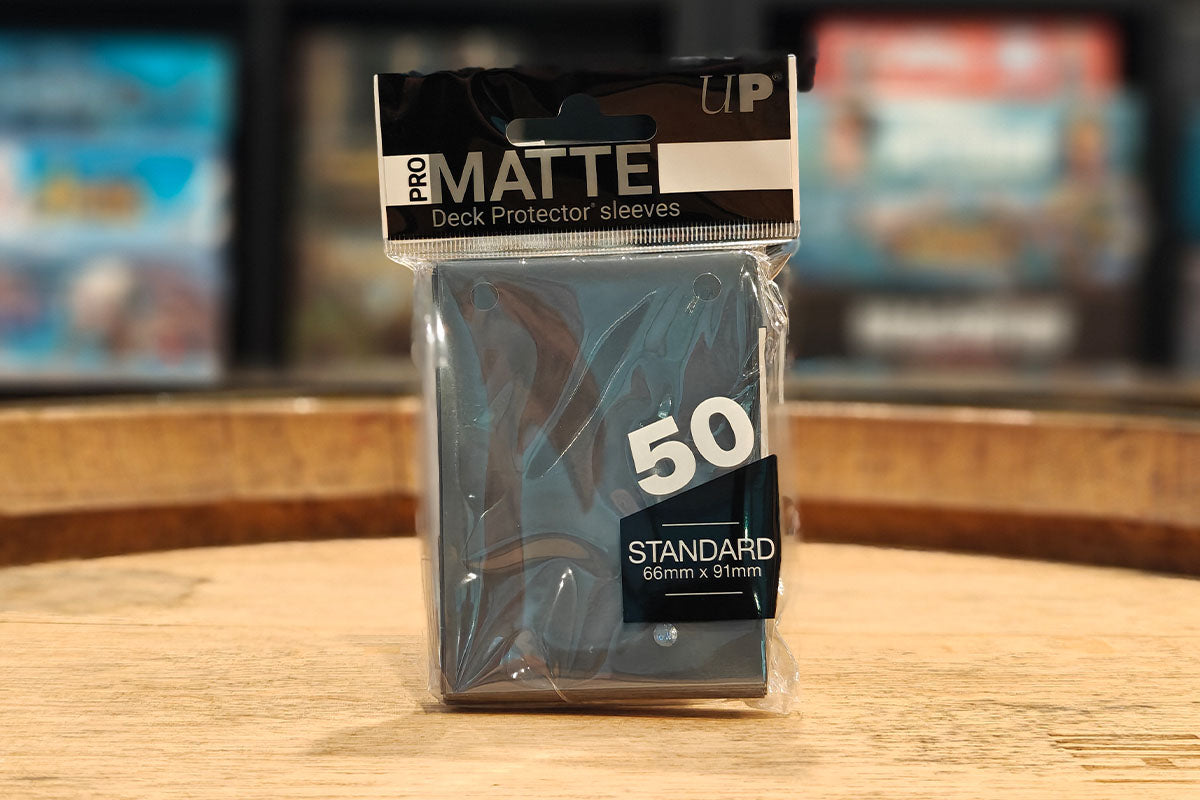 UP®
PRO
MATTE
Deck Protector® sleeves
50
STANDARD
66mm x 91mm